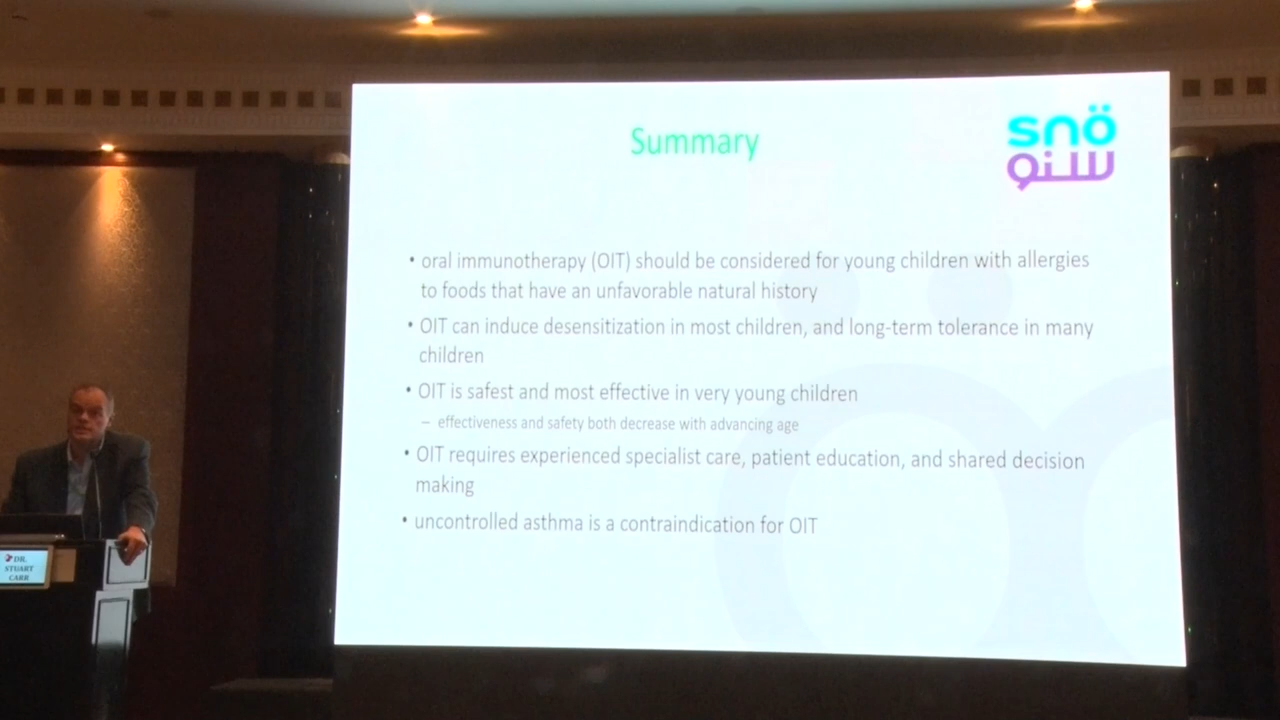 Summary
snö
سنو
• oral immunotherapy (OIT) should be considered for young children with allergies
to foods that have an unfavorable natural history
• OIT can induce desensitization in most children, and long-term tolerance in many
children
• OIT is safest and most effective in very young children
– effectiveness and safety both decrease with advancing age
• OIT requires experienced specialist care, patient education, and shared decision
making
• uncontrolled asthma is a contraindication for OIT
DR.
STUART
CARR